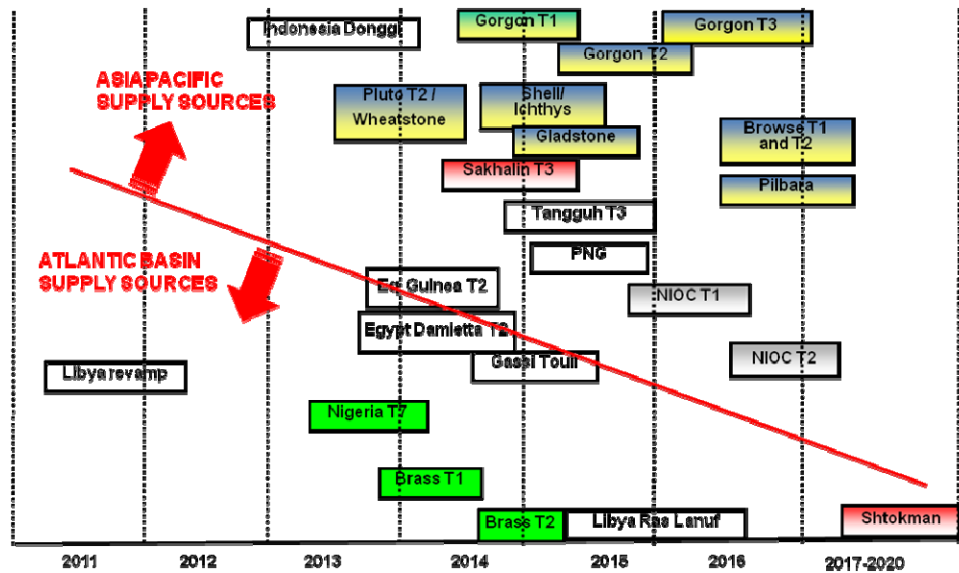 Indonesia Donggi
Gorgon T1
Gorgon T3
Gorgon T2
ASIA PACIFIC
SUPPLY SOURCES
Pluto T2 /
Wheatstone
Shell/
Ichthys
Gladstone
Browse T1
and T2
Sakhalin T3
Pilbara
Tangguh T3
ATLANTIC BASIN
SUPPLY SOURCES
PNG
Eq Guinea T2
NIOC T1
Egypt Damietta T2
Gassi Touil
NIOC T2
Libya revamp
Nigeria T7
Brass T1
Brass T2
Libya Ras Lanuf
Shtokman
2011
2012
2013
2014
2015
2016
2017-2020